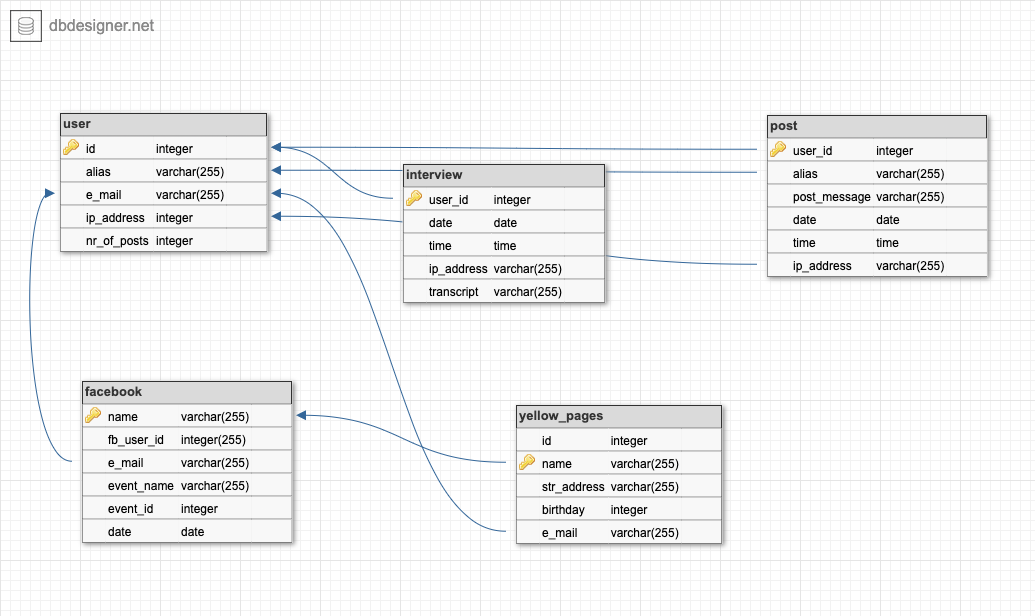 dbdesigner.net
user
id integer
alias varchar(255)
e_mail varchar(255)
ip_address integer
nr_of_posts integer
interview
user_id integer
date date
time time
ip_address varchar(255)
transcript varchar(255)
post
user_id integer
alias varchar(255)
post_message varchar(255)
date date
time time
ip_address varchar(255)
facebook
name varchar(255)
fb_user_id integer(255)
e_mail varchar(255)
event_name varchar(255)
event_id integer
date date
yellow_pages
id integer
name varchar(255)
str_address varchar(255)
birthday integer
e_mail varchar(255)